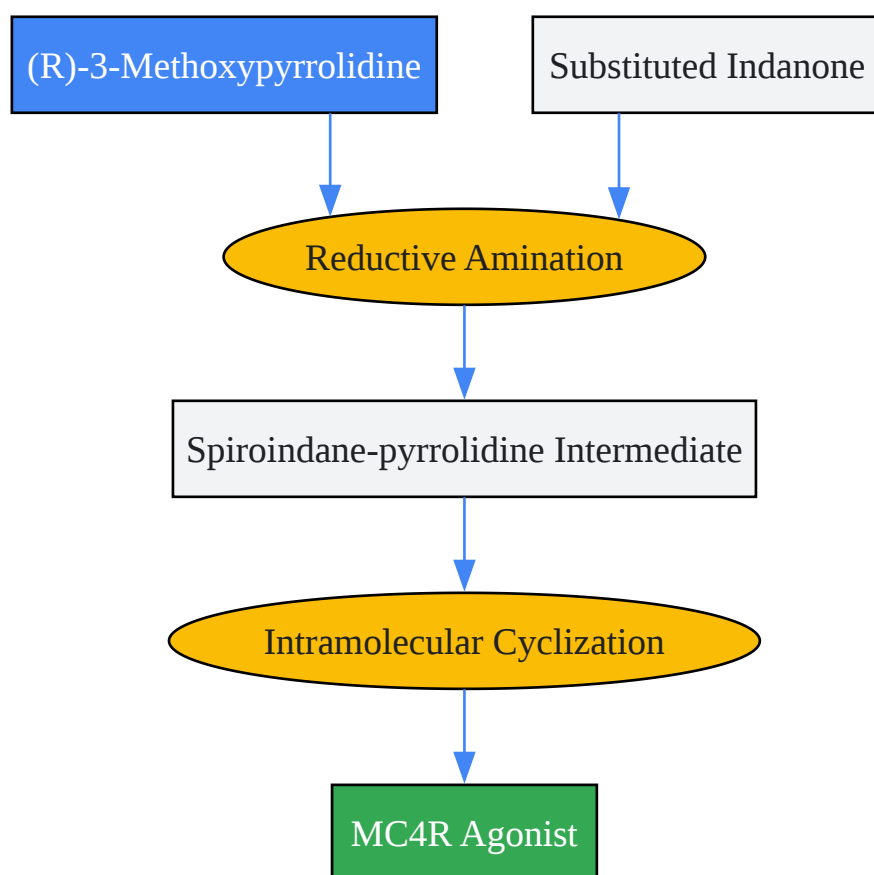 (R)-3-Methoxypyrrolidine
Substituted Indanone
Reductive Amination
Spiroindane-pyrrolidine Intermediate
Intramolecular Cyclization
MC4R Agonist